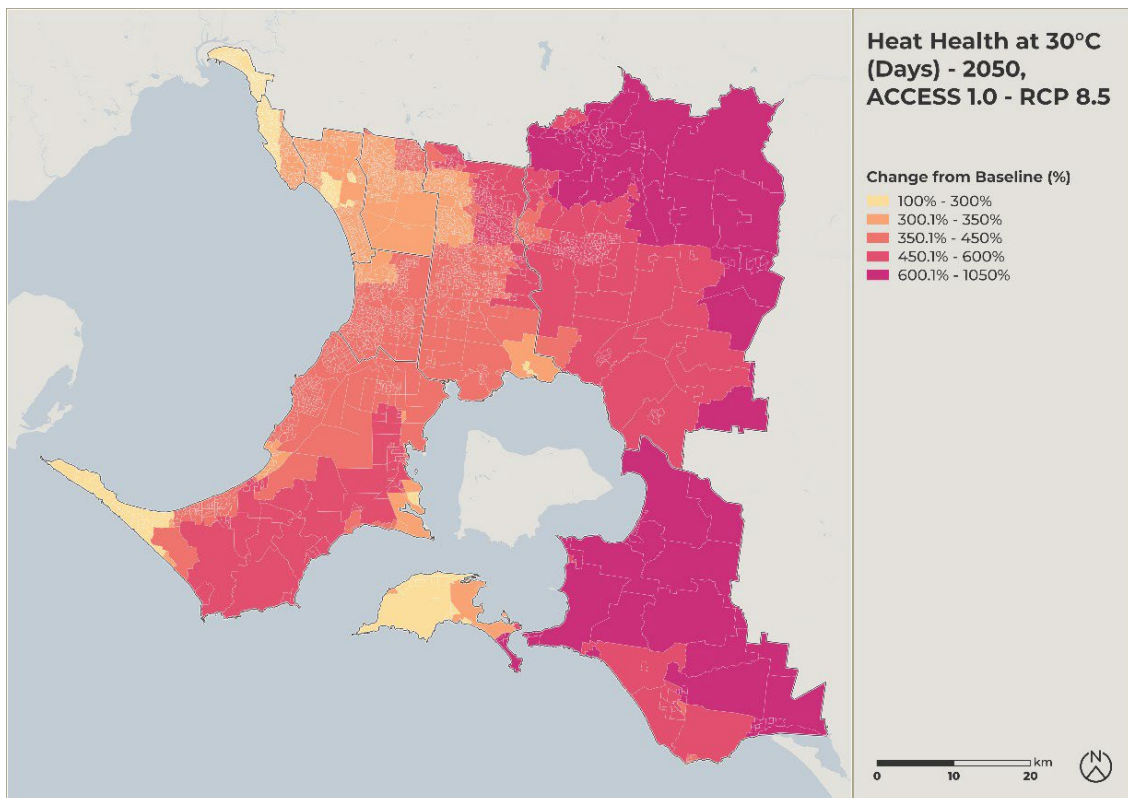 Heat Health at 30°C
(Days) - 2050,
ACCESS 1.0 - RCP 8.5
Change from Baseline (%)
100% - 300%
300.1% - 350%
350.1% - 450%
450.1% - 600%
600.1% - 1050%
km
0 10 20
N